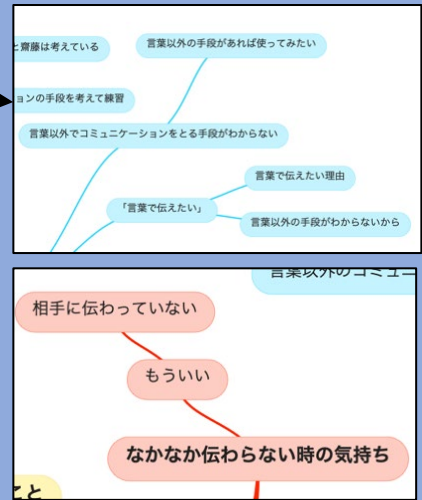 と齋藤は考えている
言葉以外の手段があれば使ってみたい
ョンの手段を考えて練習
言葉以外でコミュニケーションをとる手段がわからない
言葉で伝えたい理由
「言葉で伝えたい」
言葉以外の手段がわからないから
言葉以外のコミュニ
相手に伝わっていない
もういい
なかなか伝わらない時の気持ち
こと